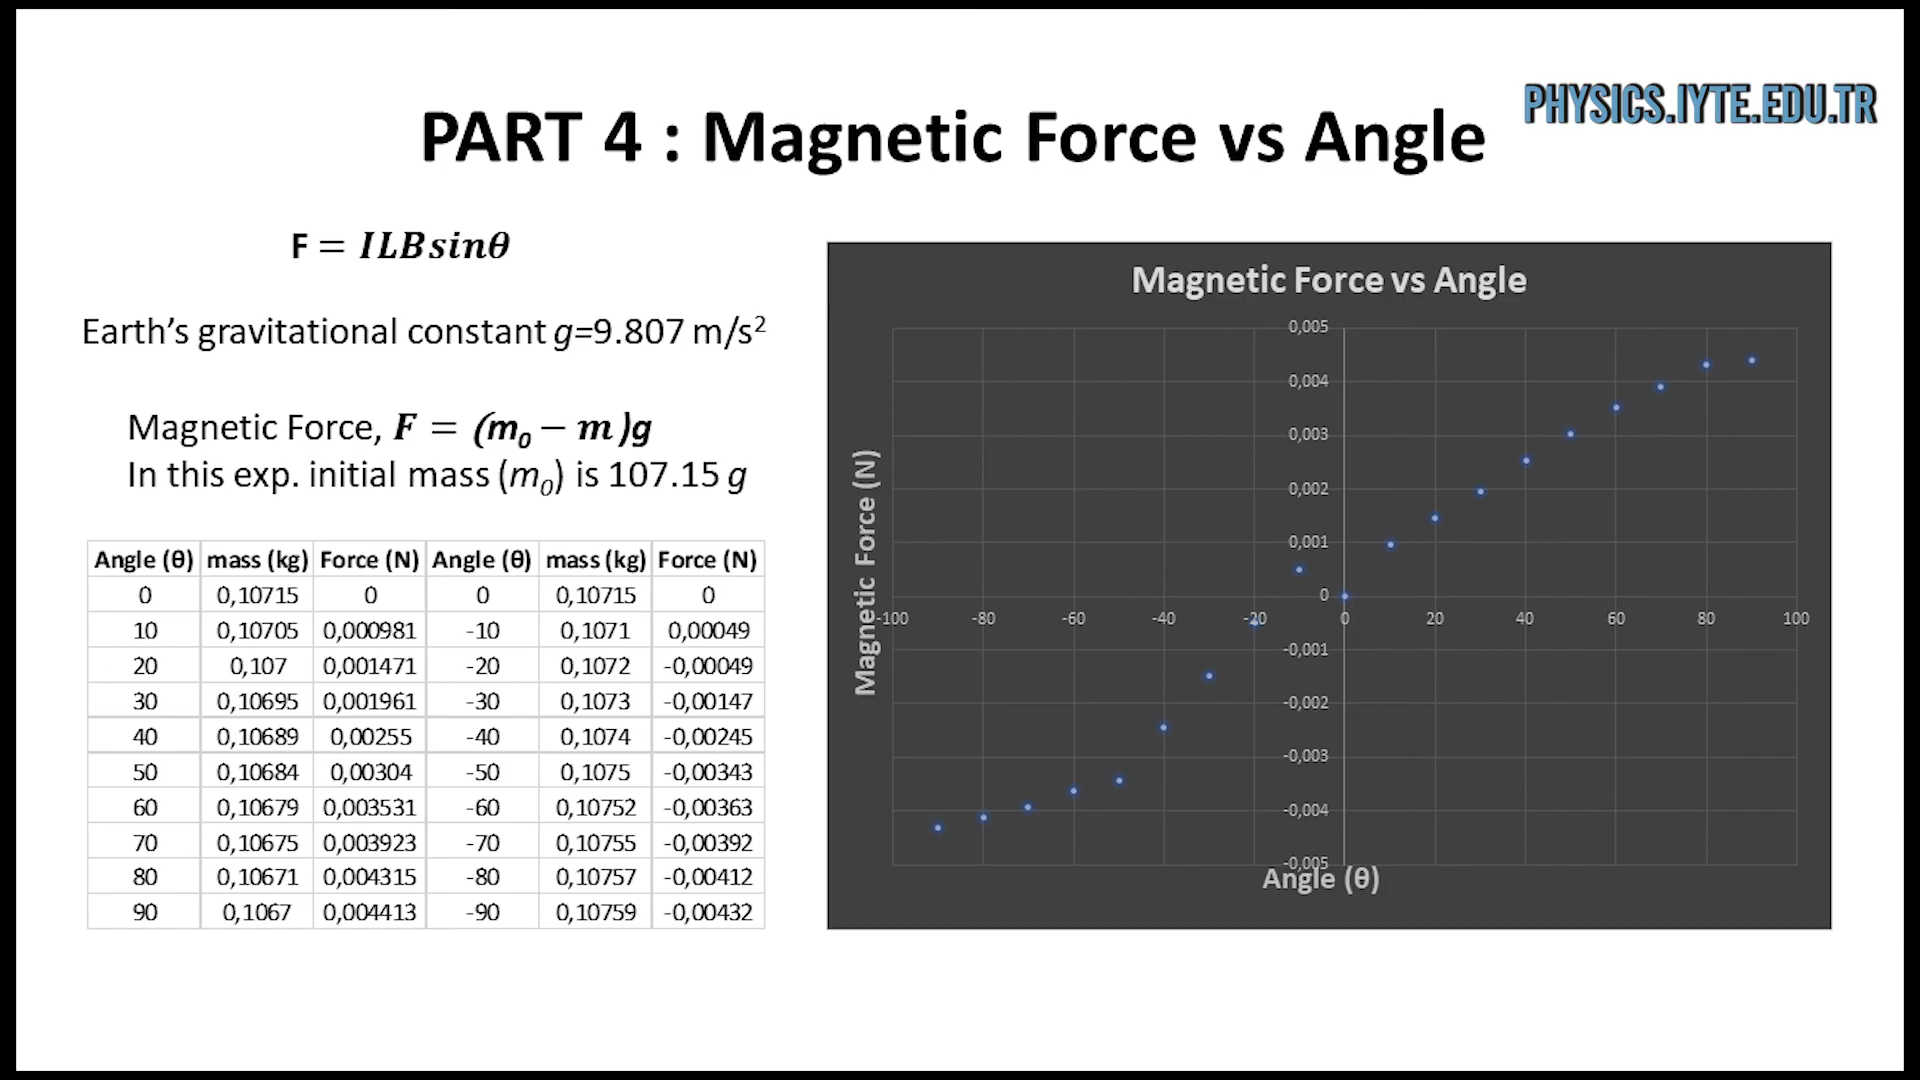 PHYSICS.IYTE.EDU.TR
PART 4 : Magnetic Force vs Angle
F = ILBsinθ
Earth’s gravitational constant g=9.807 m/s²
Magnetic Force, F = (m₀ − m )g
In this exp. initial mass (m₀) is 107.15 g
Angle (θ) mass (kg) Force (N) Angle (θ) mass (kg) Force (N)
0 0,10715 0 0 0,10715 0
10 0,10705 0,000981 -10 0,1071 0,00049
20 0,107 0,001471 -20 0,1072 -0,00049
30 0,10695 0,001961 -30 0,1073 -0,00147
40 0,10689 0,00255 -40 0,1074 -0,00245
50 0,10684 0,00304 -50 0,1075 -0,00343
60 0,10679 0,003531 -60 0,10752 -0,00363
70 0,10675 0,003923 -70 0,10755 -0,00392
80 0,10671 0,004315 -80 0,10757 -0,00412
90 0,1067 0,004413 -90 0,10759 -0,00432
Magnetic Force vs Angle
Magnetic Force (N)
0,005
0,004
0,003
0,002
0,001
0
-100 -80 -60 -40 -20 0 20 40 60 80 100
-0,001
-0,002
-0,003
-0,004
-0,005
Angle (θ)